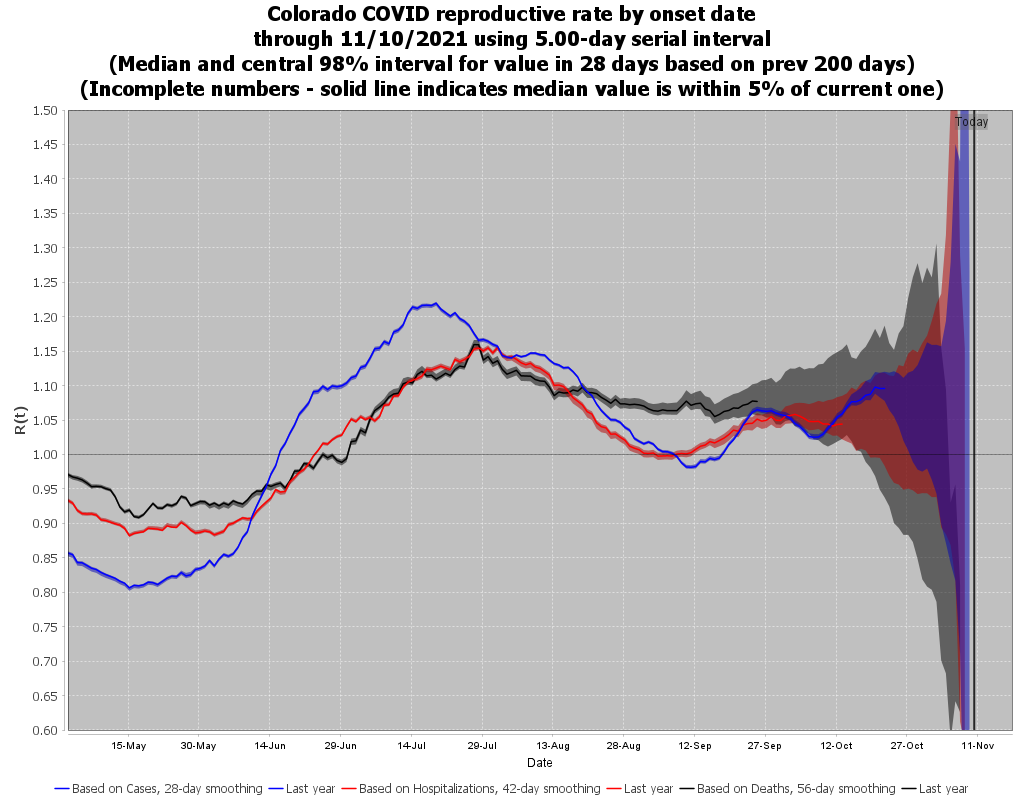 Colorado COVID reproductive rate by onset date
through 11/10/2021 using 5.00-day serial interval
(Median and central 98% interval for value in 28 days based on prev 200 days)
(Incomplete numbers - solid line indicates median value is within 5% of current one)
Today
R(t)
1.50
1.45
1.40
1.35
1.30
1.25
1.20
1.15
1.10
1.05
1.00
0.95
0.90
0.85
0.80
0.75
0.70
0.65
0.60
15-May 30-May 14-Jun 29-Jun 14-Jul 29-Jul 13-Aug 28-Aug 12-Sep 27-Sep 12-Oct 27-Oct 11-Nov
Date
Based on Cases, 28-day smoothing Last year Based on Hospitalizations, 42-day smoothing Last year Based on Deaths, 56-day smoothing Last year